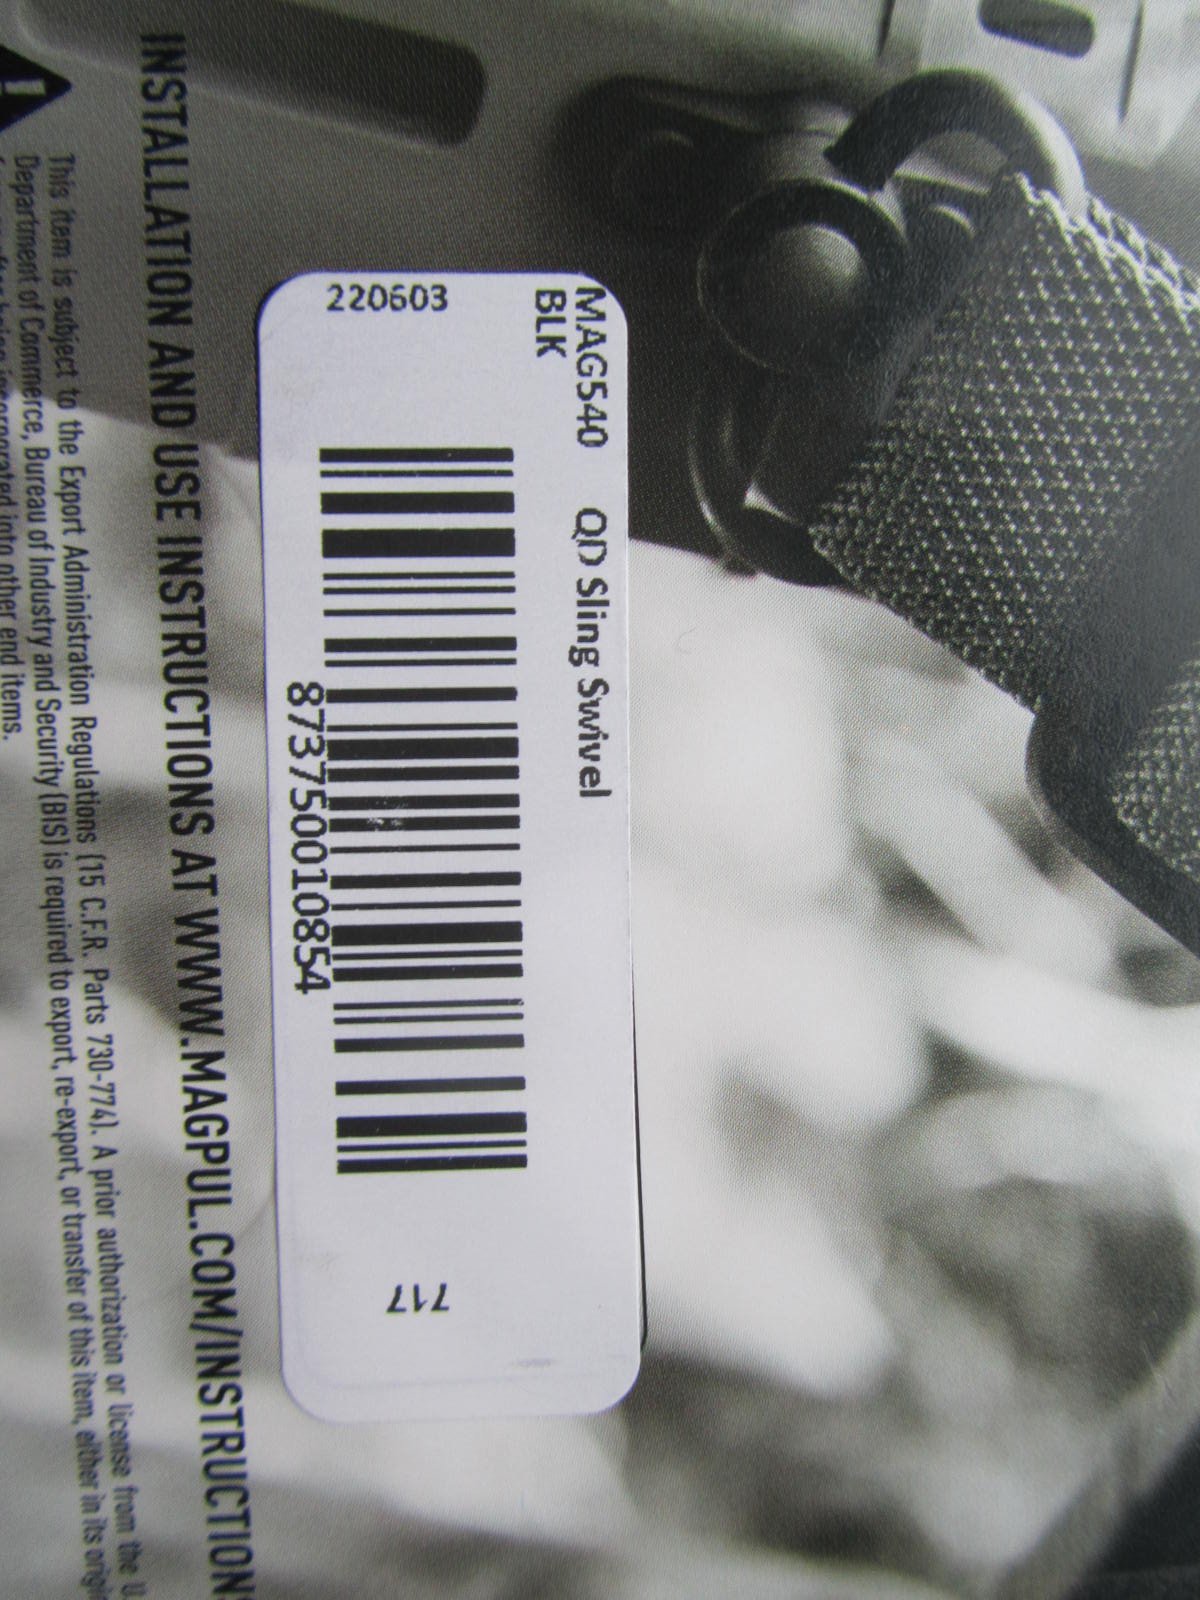 MAG540 QD Sling Swivel
BLK
220603
873750010854
717
INSTALLATION AND USE INSTRUCTIONS AT WWW.MAGPUL.COM/INSTRUCTIONS
!
This item is subject to the Export Administration Regulations (15 C.F.R. Parts 730-774). A prior authorization or license from the U.
Department of Commerce, Bureau of Industry and Security (BIS) is required to export, re-export, or transfer of this item, either in its
incorporated into other end items.